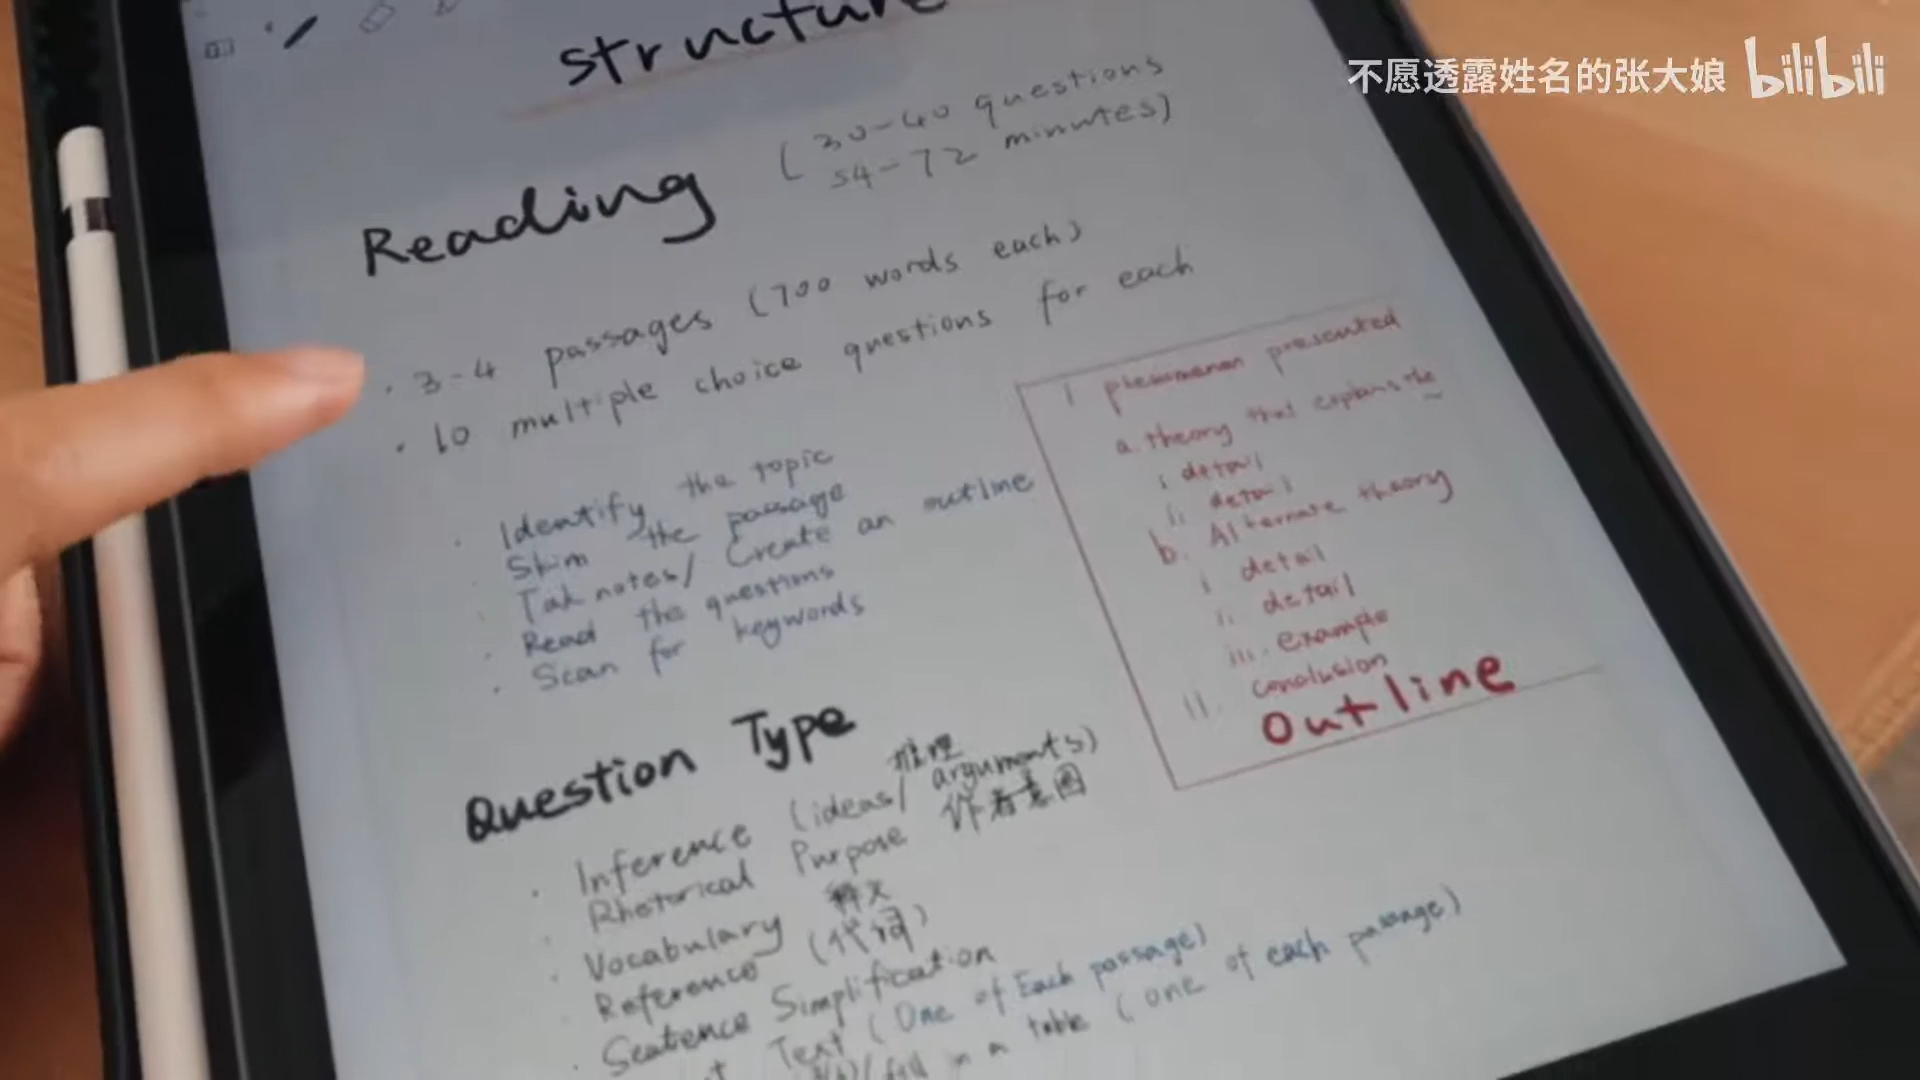 不愿透露姓名的张大娘 bilibili
structure
Reading
(30-40 questions
54-72 minutes)
· 3-4 passages (700 words each)
· 10 multiple choice questions for each
· Identify the topic
· Skim the passage
· Tak notes/ Create an outline
· Read the questions
· Scan for keywords
I phenomenon presented
a. theory that explains the
i detail
ii detail
b. Alternate theory
i detail
ii. detail
iii. example
II. conclusion
Outline
Question Type
· Inference (ideas/ arguments) 推理
· Rhetorical Purpose 作者意图
· Vocabulary 释义
Reference (代词)
· Sentence Simplification
Text (One of Each passage)
/fill in a table (one of each passage)